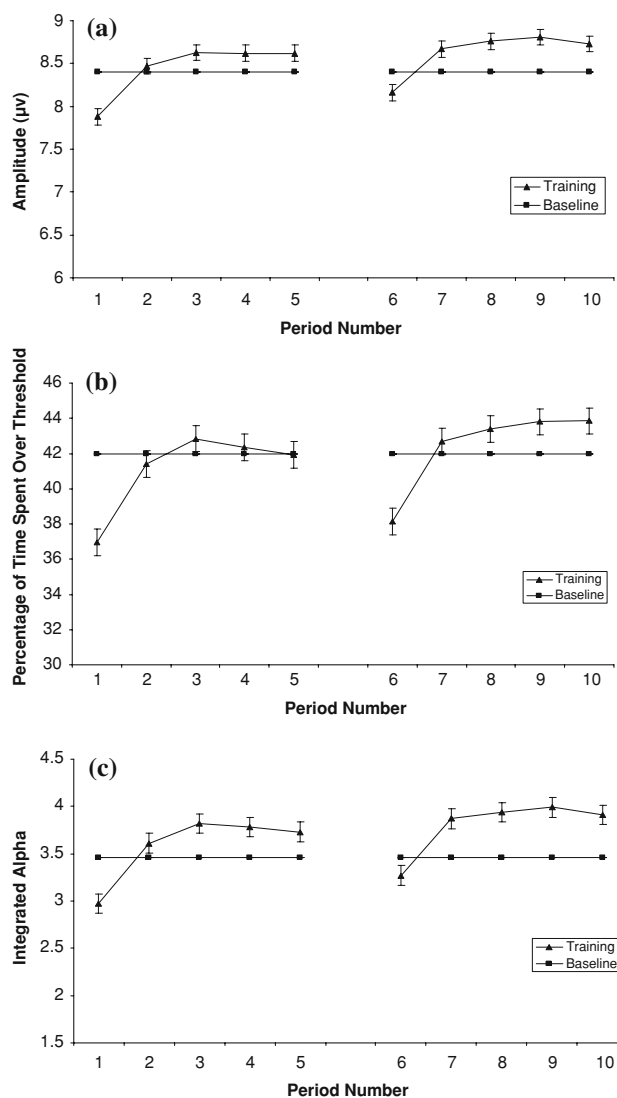 (a)
Amplitude (µv)
9
8.5
8
7.5
7
6.5
6
Training
Baseline
1 2 3 4 5 6 7 8 9 10
Period Number
(b)
Percentage of Time Spent Over Threshold
46
44
42
40
38
36
34
32
30
Training
Baseline
1 2 3 4 5 6 7 8 9 10
Period Number
(c)
Integrated Alpha
4.5
4
3.5
3
2.5
2
1.5
Training
Baseline
1 2 3 4 5 6 7 8 9 10
Period Number